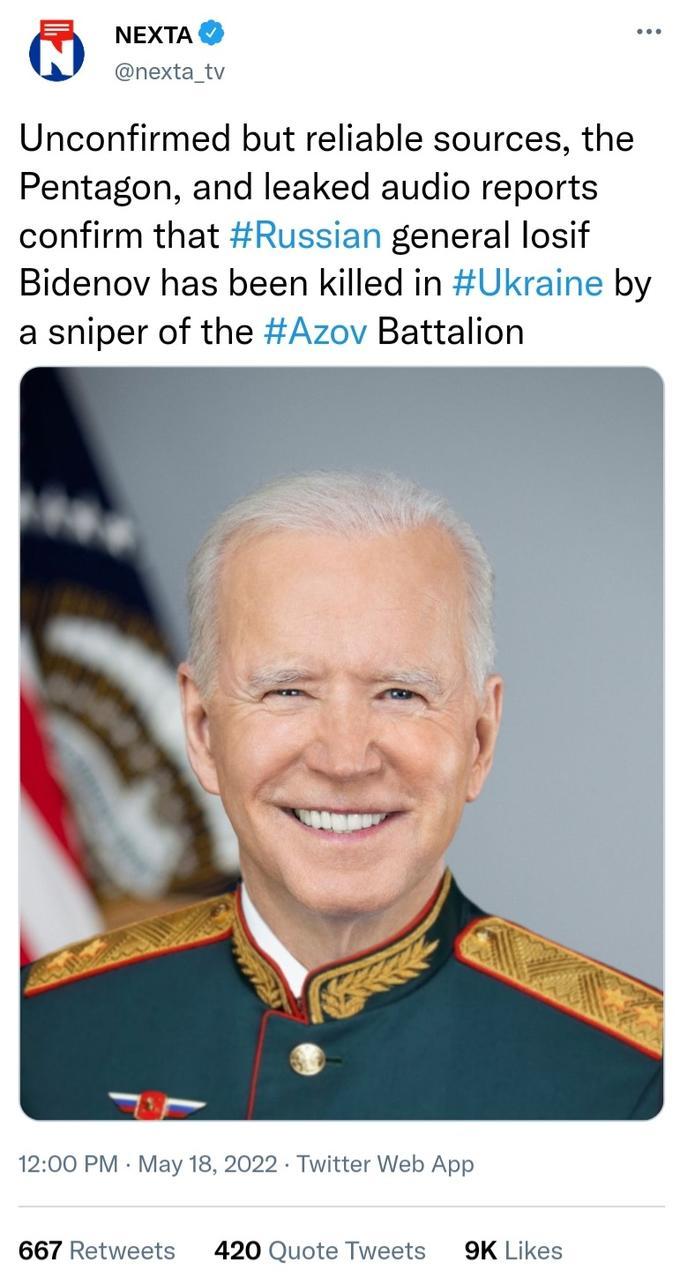 NEXTA
@nexta_tv
Unconfirmed but reliable sources, the
Pentagon, and leaked audio reports
confirm that #Russian general Iosif
Bidenov has been killed in #Ukraine by
a sniper of the #Azov Battalion
12:00 PM · May 18, 2022 · Twitter Web App
667 Retweets 420 Quote Tweets 9K Likes